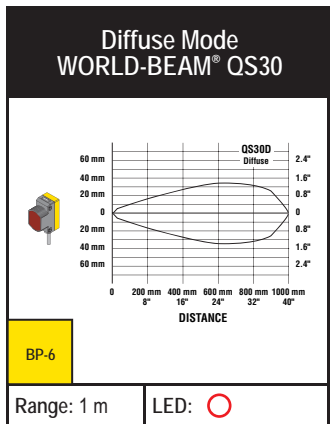 Diffuse Mode
WORLD-BEAM® QS30
QS30D
Diffuse
60 mm 2.4"
40 mm 1.6"
20 mm 0.8"
0 0
20 mm 0.8"
40 mm 1.6"
60 mm 2.4"
0 200 mm 400 mm 600 mm 800 mm 1000 mm
8" 16" 24" 32" 40"
DISTANCE
BP-6
Range: 1 m LED: